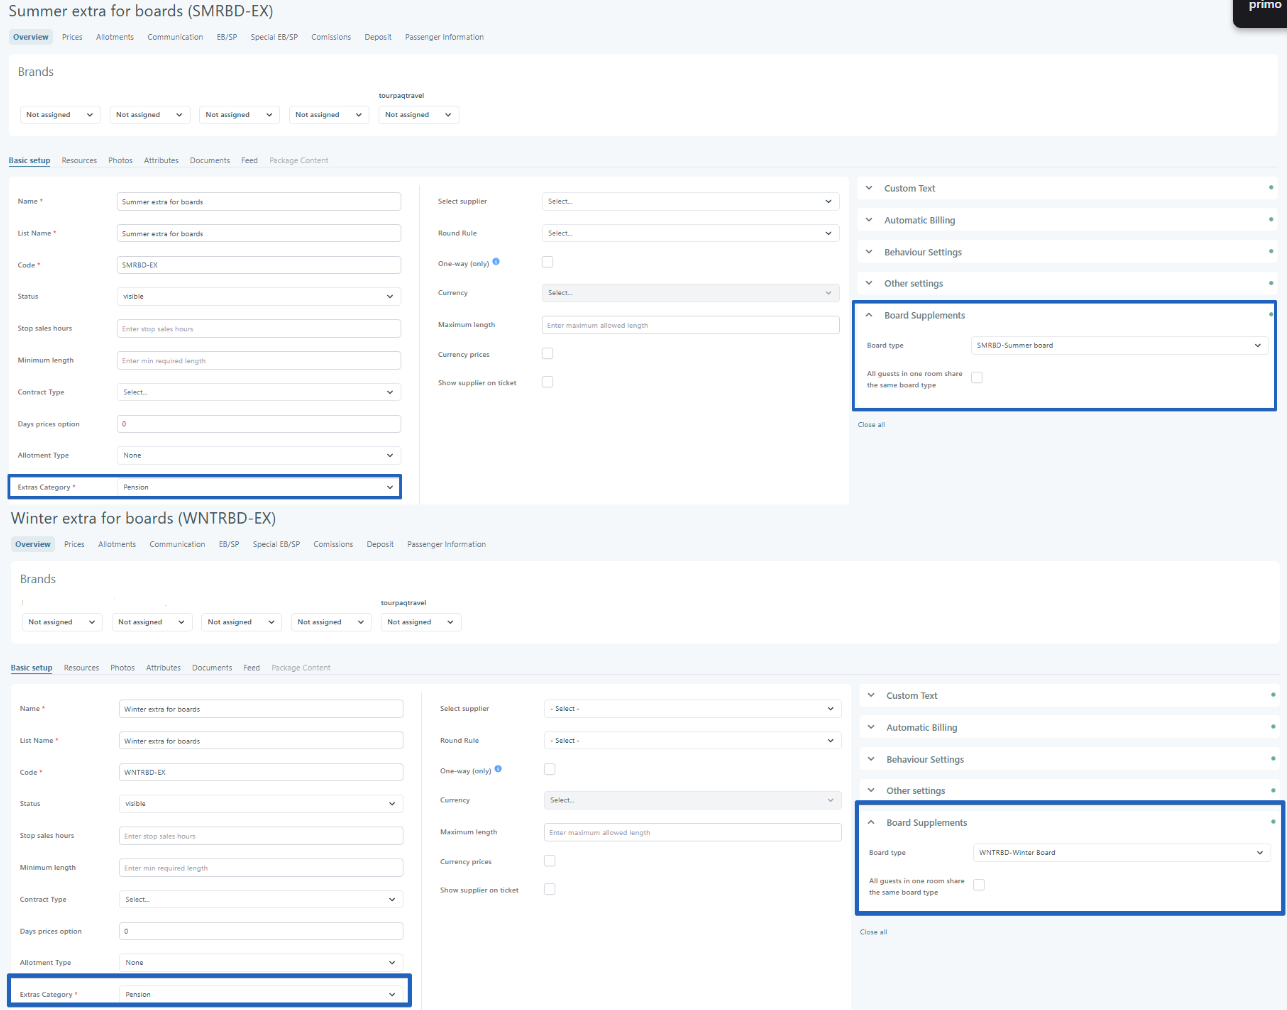 primo
Summer extra for boards (SMRBD-EX)
Overview Prices Allotments Communication EB/SP Special EB/SP Comissions Deposit Passenger Information
Brands
tourpaqtravel
Not assigned Not assigned Not assigned Not assigned Not assigned
Basic setup Resources Photos Attributes Documents Feed Package Content
Name * Summer extra for boards
List Name * Summer extra for boards
Code * SMRBD-EX
Status visible
Stop sales hours Enter stop sales hours
Minimum length Enter min required length
Contract Type Select...
Days prices option 0
Allotment Type None
Extras Category * Pension
Select supplier Select...
Round Rule Select...
One-way (only)
Currency Select...
Maximum length Enter maximum allowed length
Currency prices
Show supplier on ticket
Custom Text
Automatic Billing
Behaviour Settings
Other settings
Board Supplements
Board type SMRBD-Summer board
All guests in one room share
the same board type
Close all
Winter extra for boards (WNTRBD-EX)
Overview Prices Allotments Communication EB/SP Special EB/SP Comissions Deposit Passenger Information
Brands
tourpaqtravel
Not assigned Not assigned Not assigned Not assigned Not assigned
Basic setup Resources Photos Attributes Documents Feed Package Content
Name * Winter extra for boards
List Name * Winter extra for boards
Code * WNTRBD-EX
Status visible
Stop sales hours Enter stop sales hours
Minimum length Enter min required length
Contract Type Select...
Days prices option 0
Allotment Type None
Extras Category * Pension
Select supplier - Select -
Round Rule - Select -
One-way (only)
Currency Select...
Maximum length Enter maximum allowed length
Currency prices
Show supplier on ticket
Custom Text
Automatic Billing
Behaviour Settings
Other settings
Board Supplements
Board type WNTRBD-Winter Board
All guests in one room share
the same board type
Close all